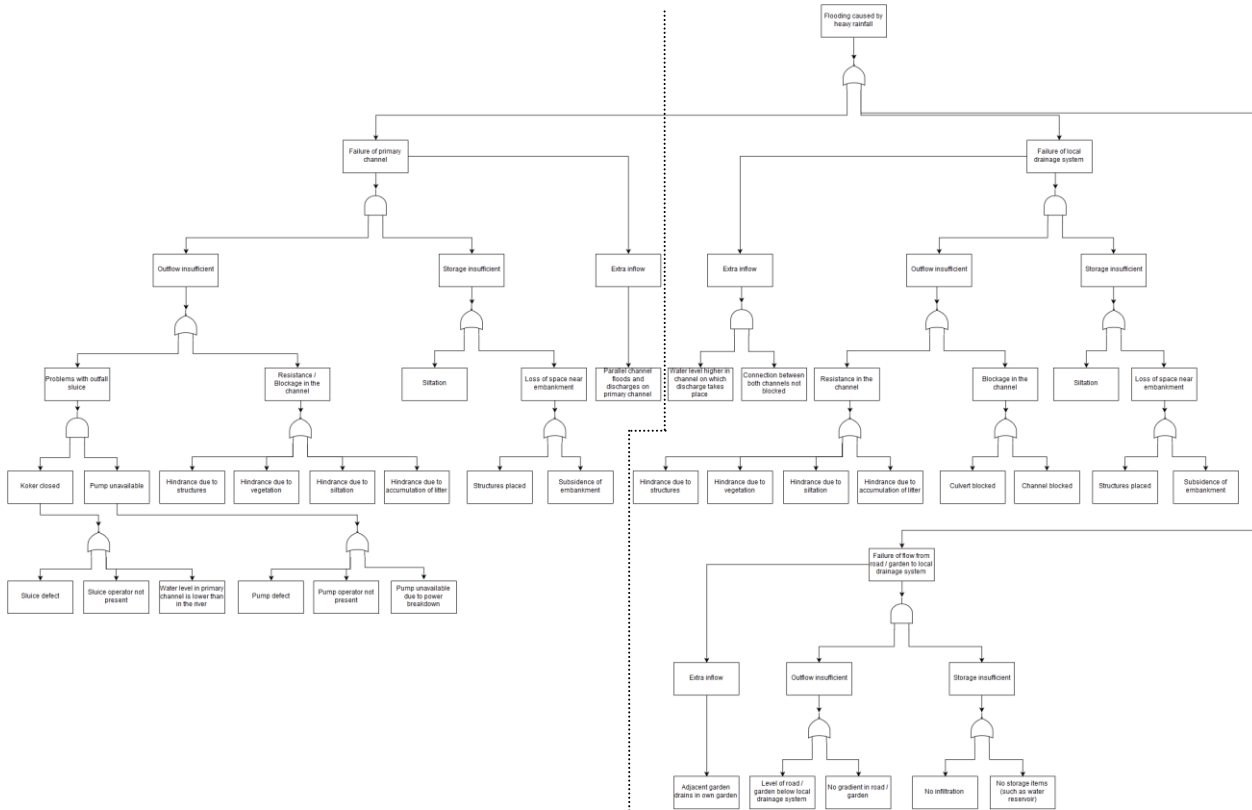 Flooding caused by
heavy rainfall
Failure of primary
channel
Failure of local
drainage system
Outflow insufficient
Storage insufficient
Extra inflow
Extra inflow
Outflow insufficient
Storage insufficient
Problems with outfall
sluice
Resistance /
Blockage in the
channel
Siltation
Loss of space near
embankment
Parallel channel
floods and
discharges on
primary channel
Water level higher in
channel on which
discharge takes
place
Connection between
both channels not
blocked
Resistance in the
channel
Blockage in the
channel
Siltation
Loss of space near
embankment
Koker closed
Pump unavailable
Hindrance due to
structures
Hindrance due to
vegetation
Hindrance due to
siltation
Hindrance due to
accumulation of litter
Structures placed
Subsidence of
embankment
Hindrance due to
structures
Hindrance due to
vegetation
Hindrance due to
siltation
Hindrance due to
accumulation of litter
Culvert blocked
Channel blocked
Structures placed
Subsidence of
embankment
Sluice defect
Sluice operator not
present
Water level in primary
channel is lower than
in the river
Pump defect
Pump operator not
present
Pump unavailable
due to power
breakdown
Failure of flow from
road / garden to local
drainage system
Extra inflow
Outflow insufficient
Storage insufficient
Adjacent garden
drains in own garden
Level of road /
garden below local
drainage system
No gradient in road /
garden
No infiltration
No storage items
(such as water
reservoir)